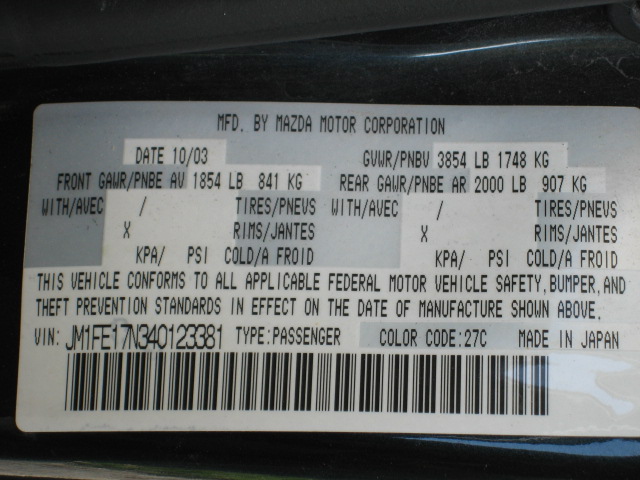 MFD. BY MAZDA MOTOR CORPORATION
DATE 10/03 GVWR/PNBV 3854 LB 1748 KG
FRONT GAWR/PNBE AV 1854 LB 841 KG REAR GAWR/PNBE AR 2000 LB 907 KG
WITH/AVEC / TIRES/PNEUS WITH/AVEC / TIRES/PNEUS
X RIMS/JANTES X RIMS/JANTES
KPA/ PSI COLD/A FROID KPA/ PSI COLD/A FROID
THIS VEHICLE CONFORMS TO ALL APPLICABLE FEDERAL MOTOR VEHICLE SAFETY, BUMPER, AND
THEFT PREVENTION STANDARDS IN EFFECT ON THE DATE OF MANUFACTURE SHOWN ABOVE.
VIN: JM1FE17N340123381 TYPE:PASSENGER COLOR CODE:27C MADE IN JAPAN